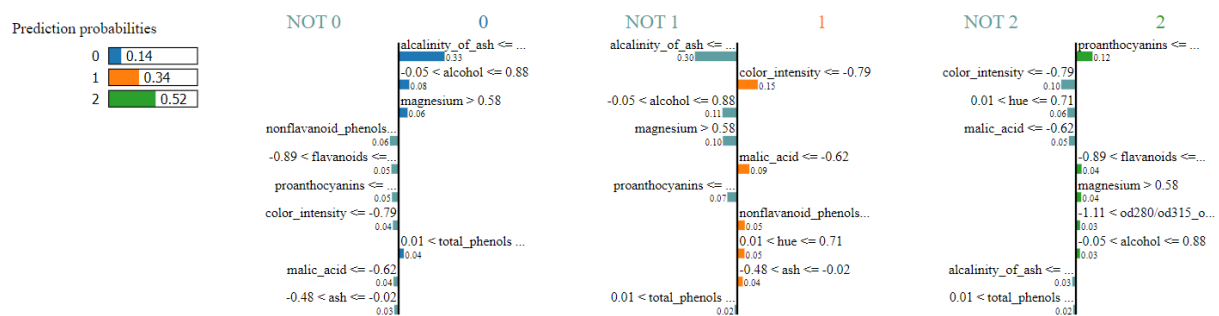 Prediction probabilities
0 0.14
1 0.34
2 0.52
NOT 0 0
alcalinity_of_ash <= ...
0.33
-0.05 < alcohol <= 0.88
0.08
magnesium > 0.58
0.06
nonflavanoid_phenols...
0.06
-0.89 < flavanoids <=...
0.05
proanthocyanins <= ...
0.05
color_intensity <= -0.79
0.04
0.01 < total_phenols ...
0.04
malic_acid <= -0.62
0.04
-0.48 < ash <= -0.02
0.03
NOT 1 1
alcalinity_of_ash <= ...
0.30
color_intensity <= -0.79
0.15
-0.05 < alcohol <= 0.88
0.11
magnesium > 0.58
0.10
malic_acid <= -0.62
0.09
proanthocyanins <= ...
0.07
nonflavanoid_phenols...
0.05
0.01 < hue <= 0.71
0.05
-0.48 < ash <= -0.02
0.04
0.01 < total_phenols ...
0.02
NOT 2 2
proanthocyanins <= ...
0.12
color_intensity <= -0.79
0.10
0.01 < hue <= 0.71
0.06
malic_acid <= -0.62
0.05
-0.89 < flavanoids <=...
0.04
magnesium > 0.58
0.04
-1.11 < od280/od315_o...
0.03
-0.05 < alcohol <= 0.88
0.03
alcalinity_of_ash <= ...
0.03
0.01 < total_phenols ...
0.02